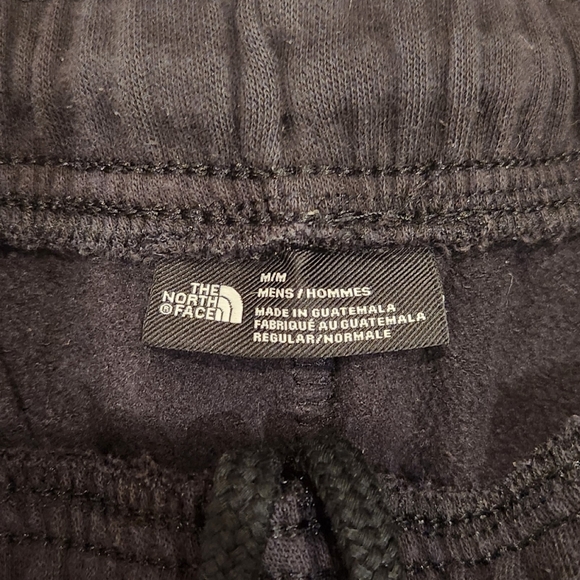 THE
NORTH
® FACE
M/M
MENS / HOMMES
MADE IN GUATEMALA
FABRIQUÉ AU GUATEMALA
REGULAR/NORMALE